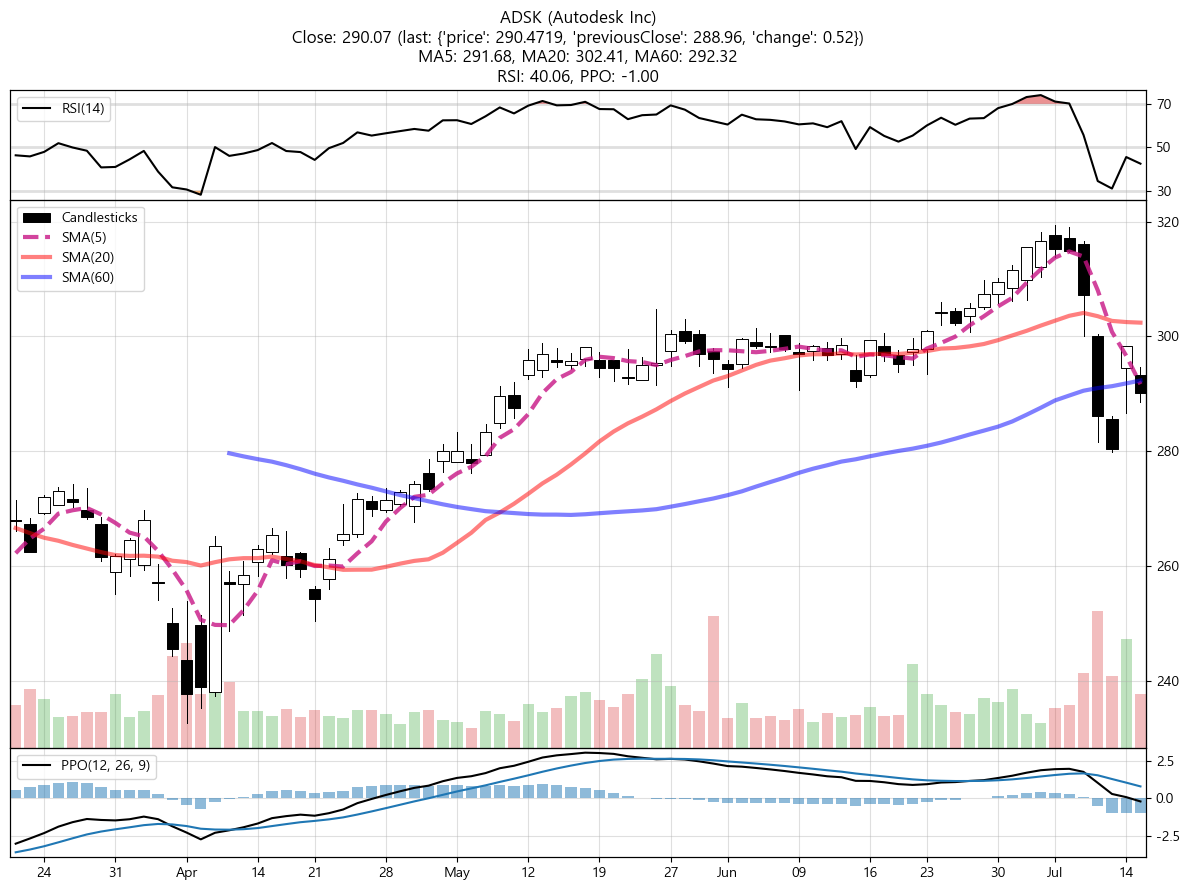 ADSK (Autodesk Inc)
Close: 290.07 (last: {'price': 290.4719, 'previousClose': 288.96, 'change': 0.52})
MA5: 291.68, MA20: 302.41, MA60: 292.32
RSI: 40.06, PPO: -1.00
RSI(14)
70
50
30
Candlesticks
SMA(5)
SMA(20)
SMA(60)
320
300
280
260
240
PPO(12, 26, 9)
2.5
0.0
−2.5
24 31 Apr 14 21 28 May 12 19 27 Jun 09 16 23 30 Jul 14